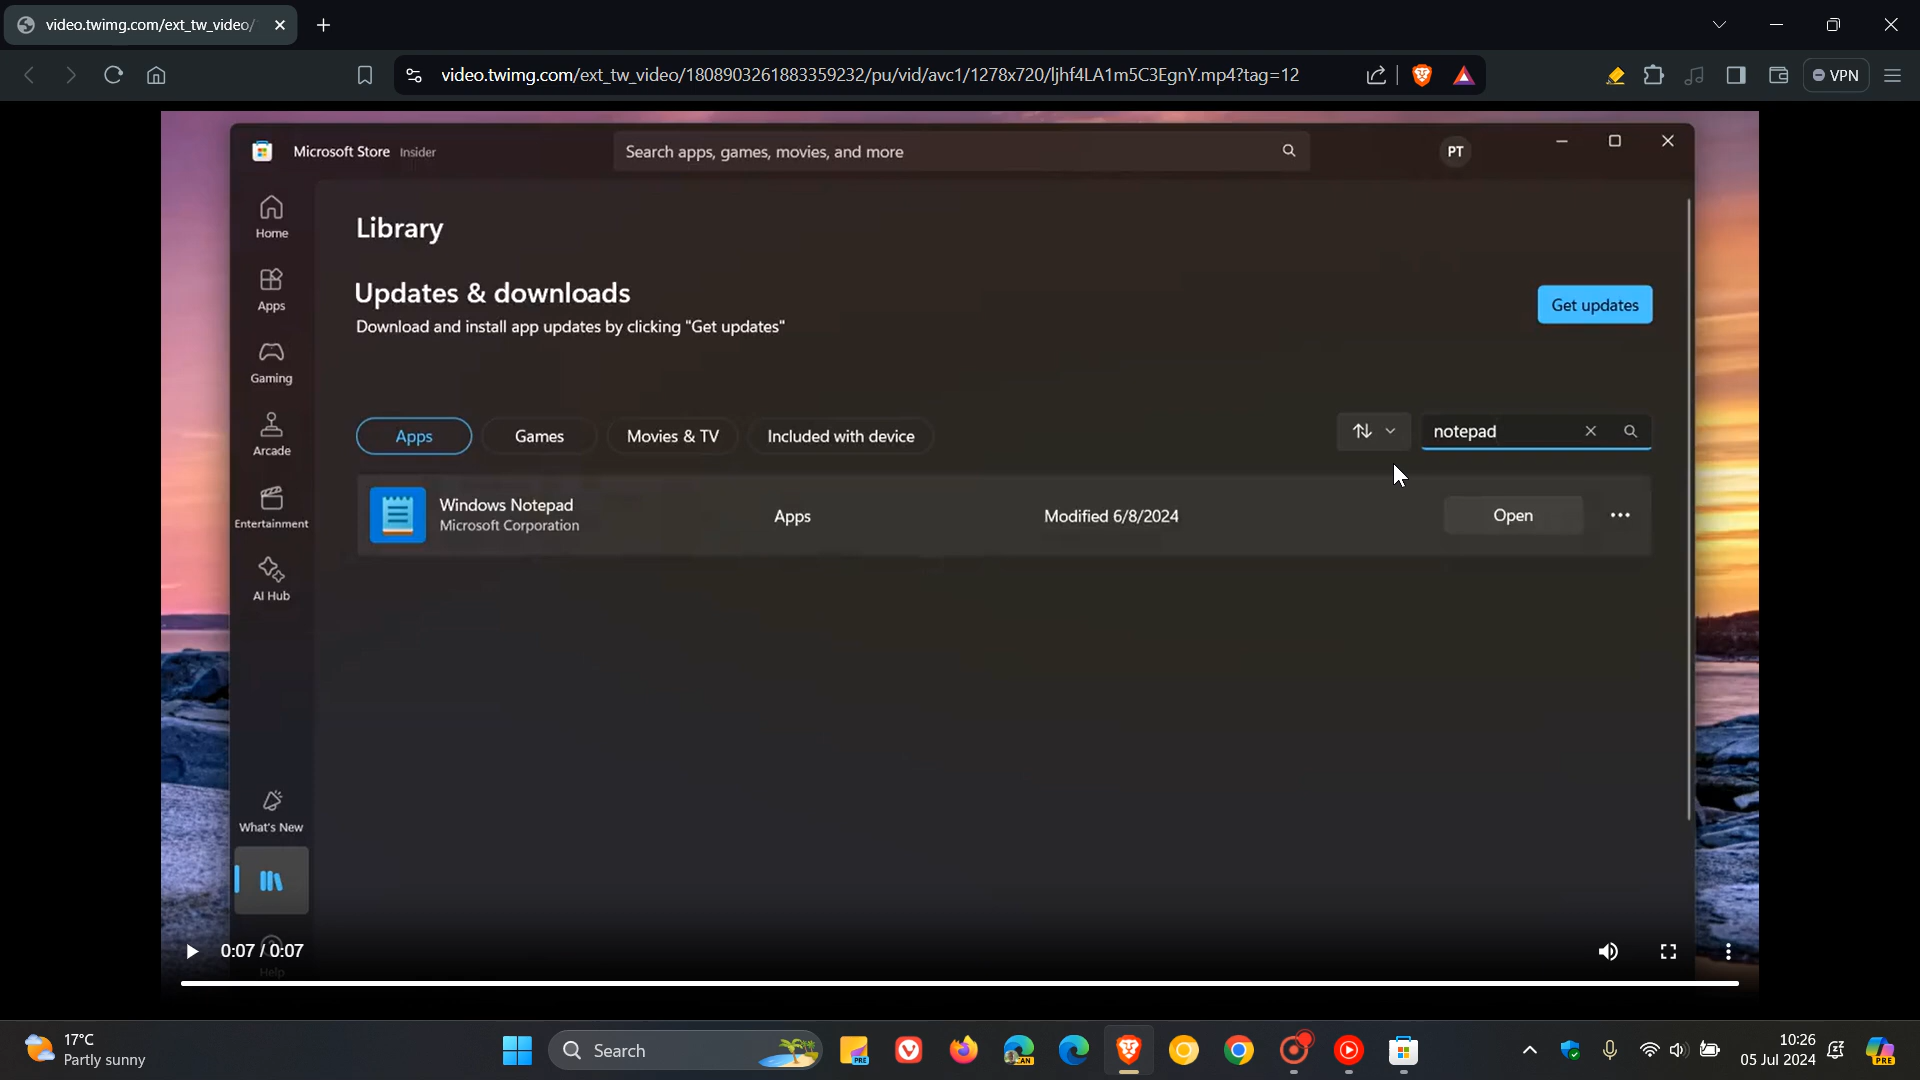 video.twimg.com/ext_tw_video/
video.twimg.com/ext_tw_video/1808903261883359232/pu/vid/avc1/1278x720/ljhf4LA1m5C3EgnY.mp4?tag=12
VPN
Microsoft Store Insider
Search apps, games, movies, and more
PT
Home
Apps
Gaming
Arcade
Entertainment
AI Hub
What's New
Help
Library
Updates & downloads
Download and install app updates by clicking "Get updates"
Get updates
Apps Games Movies & TV Included with device
notepad
Windows Notepad
Microsoft Corporation
Apps
Modified 6/8/2024
Open
0:07 / 0:07
17°C
Partly sunny
Search
PRE
CAN
10:26
05 Jul 2024
PRE